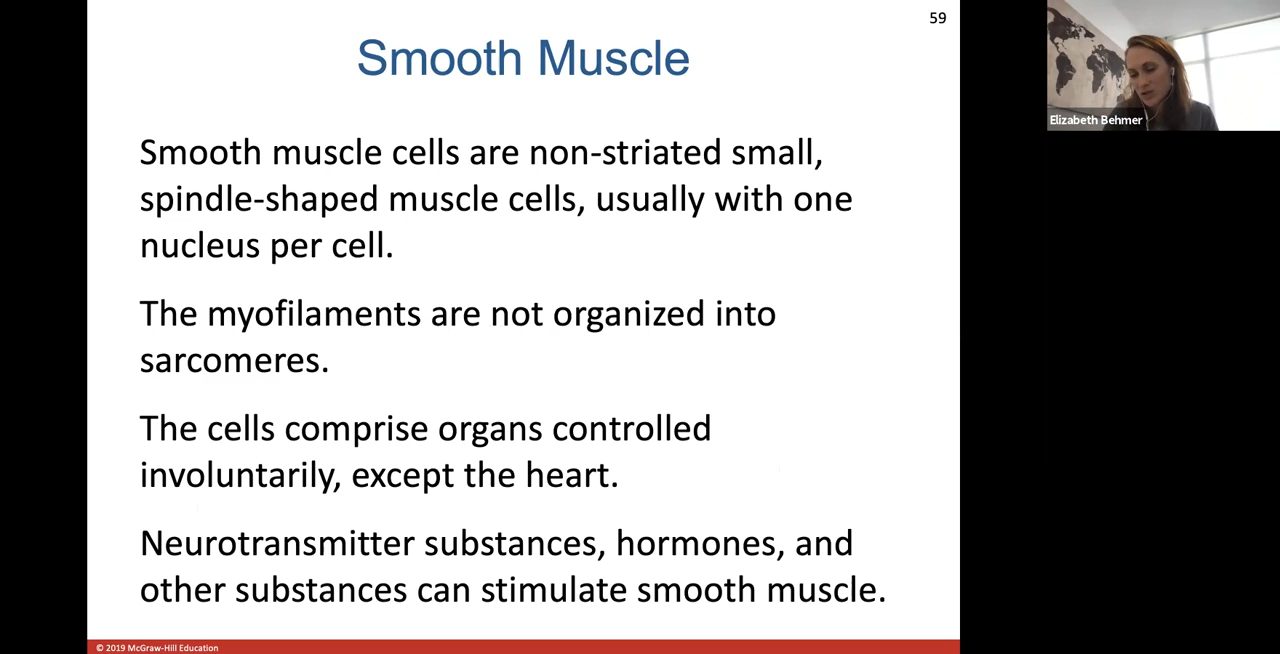 59
Smooth Muscle
Elizabeth Behmer
Smooth muscle cells are non-striated small,
spindle-shaped muscle cells, usually with one
nucleus per cell.
The myofilaments are not organized into
sarcomeres.
The cells comprise organs controlled
involuntarily, except the heart.
Neurotransmitter substances, hormones, and
other substances can stimulate smooth muscle.
© 2019 McGraw-Hill Education